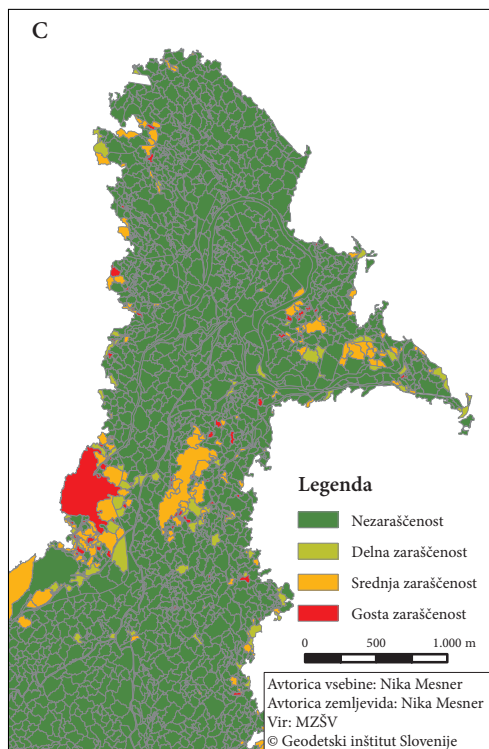 C
Legenda
Nezaraščenost
Delna zaraščenost
Srednja zaraščenost
Gosta zaraščenost
0 500 1.000 m
Avtorica vsebine: Nika Mesner
Avtorica zemljevida: Nika Mesner
Vir: MZŠV
© Geodetski inštitut Slovenije